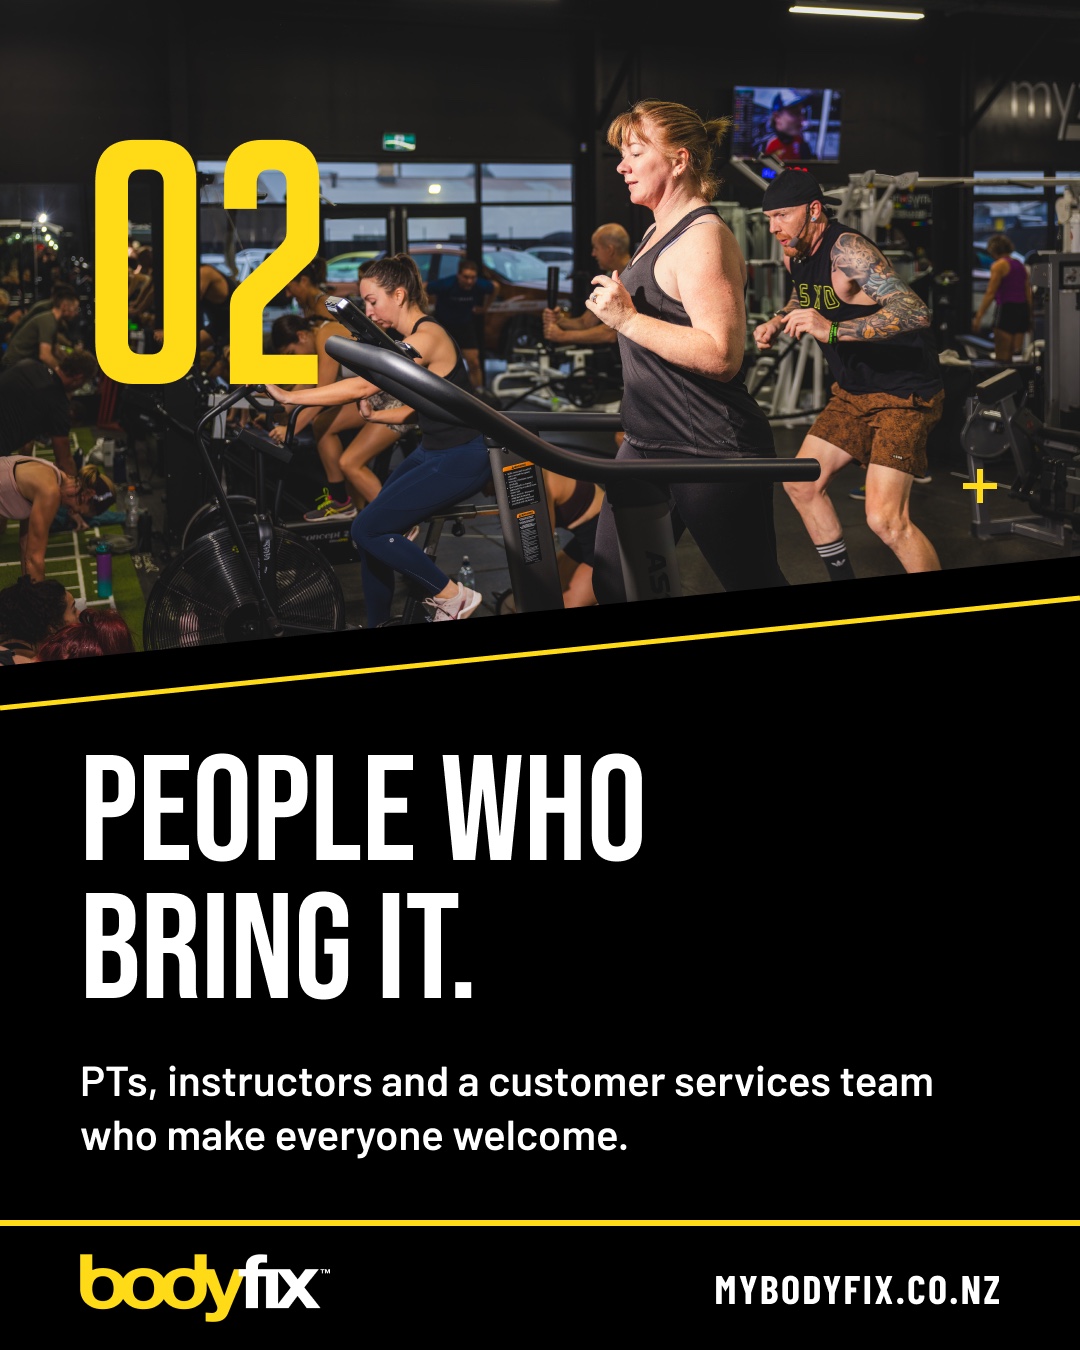 02
PEOPLE WHO
BRING IT.
PTs, instructors and a customer services team
who make everyone welcome.
bodyfix™
MYBODYFIX.CO.NZ